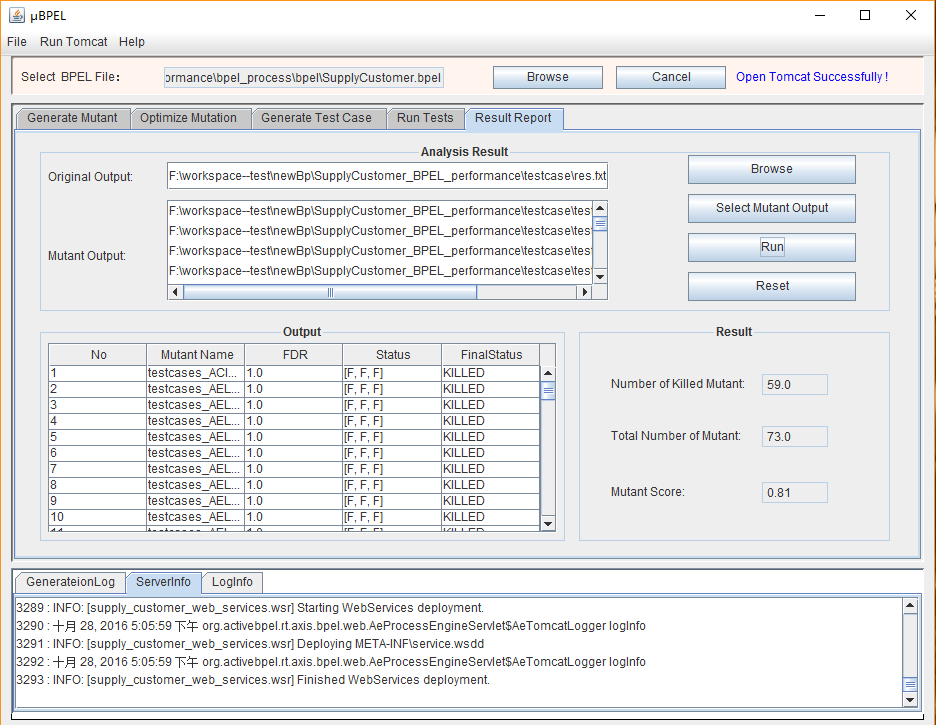 µBPEL
File Run Tomcat Help
Select BPEL File: ormance\bpel_process\bpel\SupplyCustomer.bpel Browse Cancel Open Tomcat Successfully !
Generate Mutant Optimize Mutation Generate Test Case Run Tests Result Report
Analysis Result
Original Output: F:\workspace--test\newBp\SupplyCustomer_BPEL_performance\testcase\res.txt Browse
Mutant Output:
F:\workspace--test\newBp\SupplyCustomer_BPEL_performance\testcase\tes
F:\workspace--test\newBp\SupplyCustomer_BPEL_performance\testcase\tes
F:\workspace--test\newBp\SupplyCustomer_BPEL_performance\testcase\tes
F:\workspace--test\newBp\SupplyCustomer_BPEL_performance\testcase\tes
Select Mutant Output
Run
Reset
Output
No Mutant Name FDR Status FinalStatus
1 testcases_ACI... 1.0 [F, F, F] KILLED
2 testcases_AEL... 1.0 [F, F, F] KILLED
3 testcases_AEL... 1.0 [F, F, F] KILLED
4 testcases_AEL... 1.0 [F, F, F] KILLED
5 testcases_AEL... 1.0 [F, F, F] KILLED
6 testcases_AEL... 1.0 [F, F, F] KILLED
7 testcases_AEL... 1.0 [F, F, F] KILLED
8 testcases_AEL... 1.0 [F, F, F] KILLED
9 testcases_AEL... 1.0 [F, F, F] KILLED
10 testcases_AEL... 1.0 [F, F, F] KILLED
Result
Number of Killed Mutant: 59.0
Total Number of Mutant: 73.0
Mutant Score: 0.81
GenerateionLog ServerInfo LogInfo
3289 : INFO: [supply_customer_web_services.wsr] Starting WebServices deployment.
3290 : 十月 28, 2016 5:05:59 下午 org.activebpel.rt.axis.bpel.web.AeProcessEngineServlet$AeTomcatLogger logInfo
3291 : INFO: [supply_customer_web_services.wsr] Deploying META-INF\service.wsdd
3292 : 十月 28, 2016 5:05:59 下午 org.activebpel.rt.axis.bpel.web.AeProcessEngineServlet$AeTomcatLogger logInfo
3293 : INFO: [supply_customer_web_services.wsr] Finished WebServices deployment.